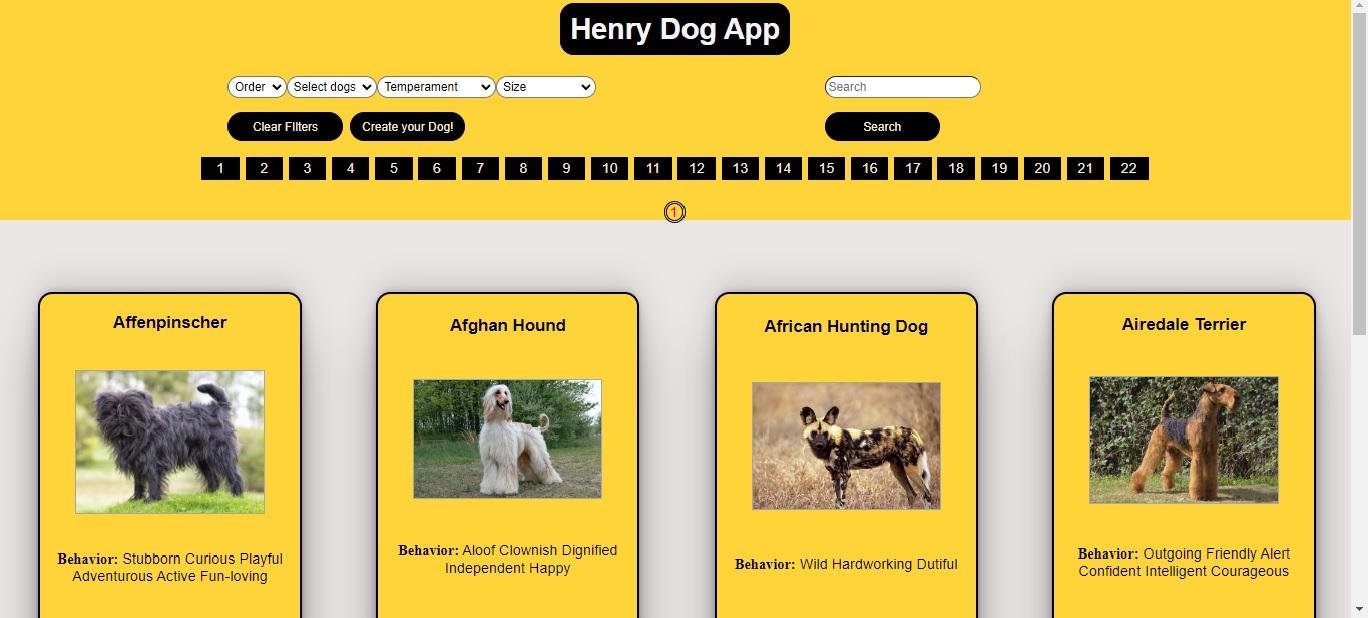 Henry Dog App
Order Select dogs Temperament Size Search
Clear FIlters Create your Dog! Search
1 2 3 4 5 6 7 8 9 10 11 12 13 14 15 16 17 18 19 20 21 22
1
Affenpinscher
Behavior: Stubborn Curious Playful
Adventurous Active Fun-loving
Afghan Hound
Behavior: Aloof Clownish Dignified
Independent Happy
African Hunting Dog
Behavior: Wild Hardworking Dutiful
Airedale Terrier
Behavior: Outgoing Friendly Alert
Confident Intelligent Courageous